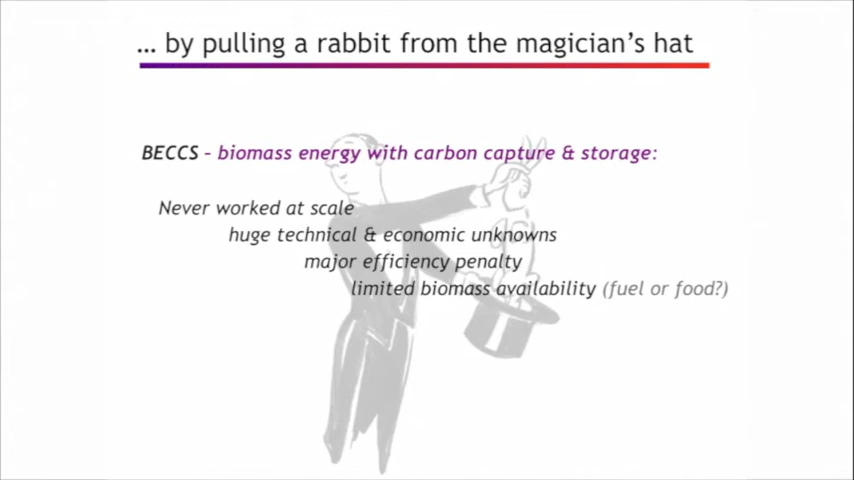 … by pulling a rabbit from the magician's hat
BECCS – biomass energy with carbon capture & storage:
Never worked at scale
huge technical & economic unknowns
major efficiency penalty
limited biomass availability (fuel or food?)